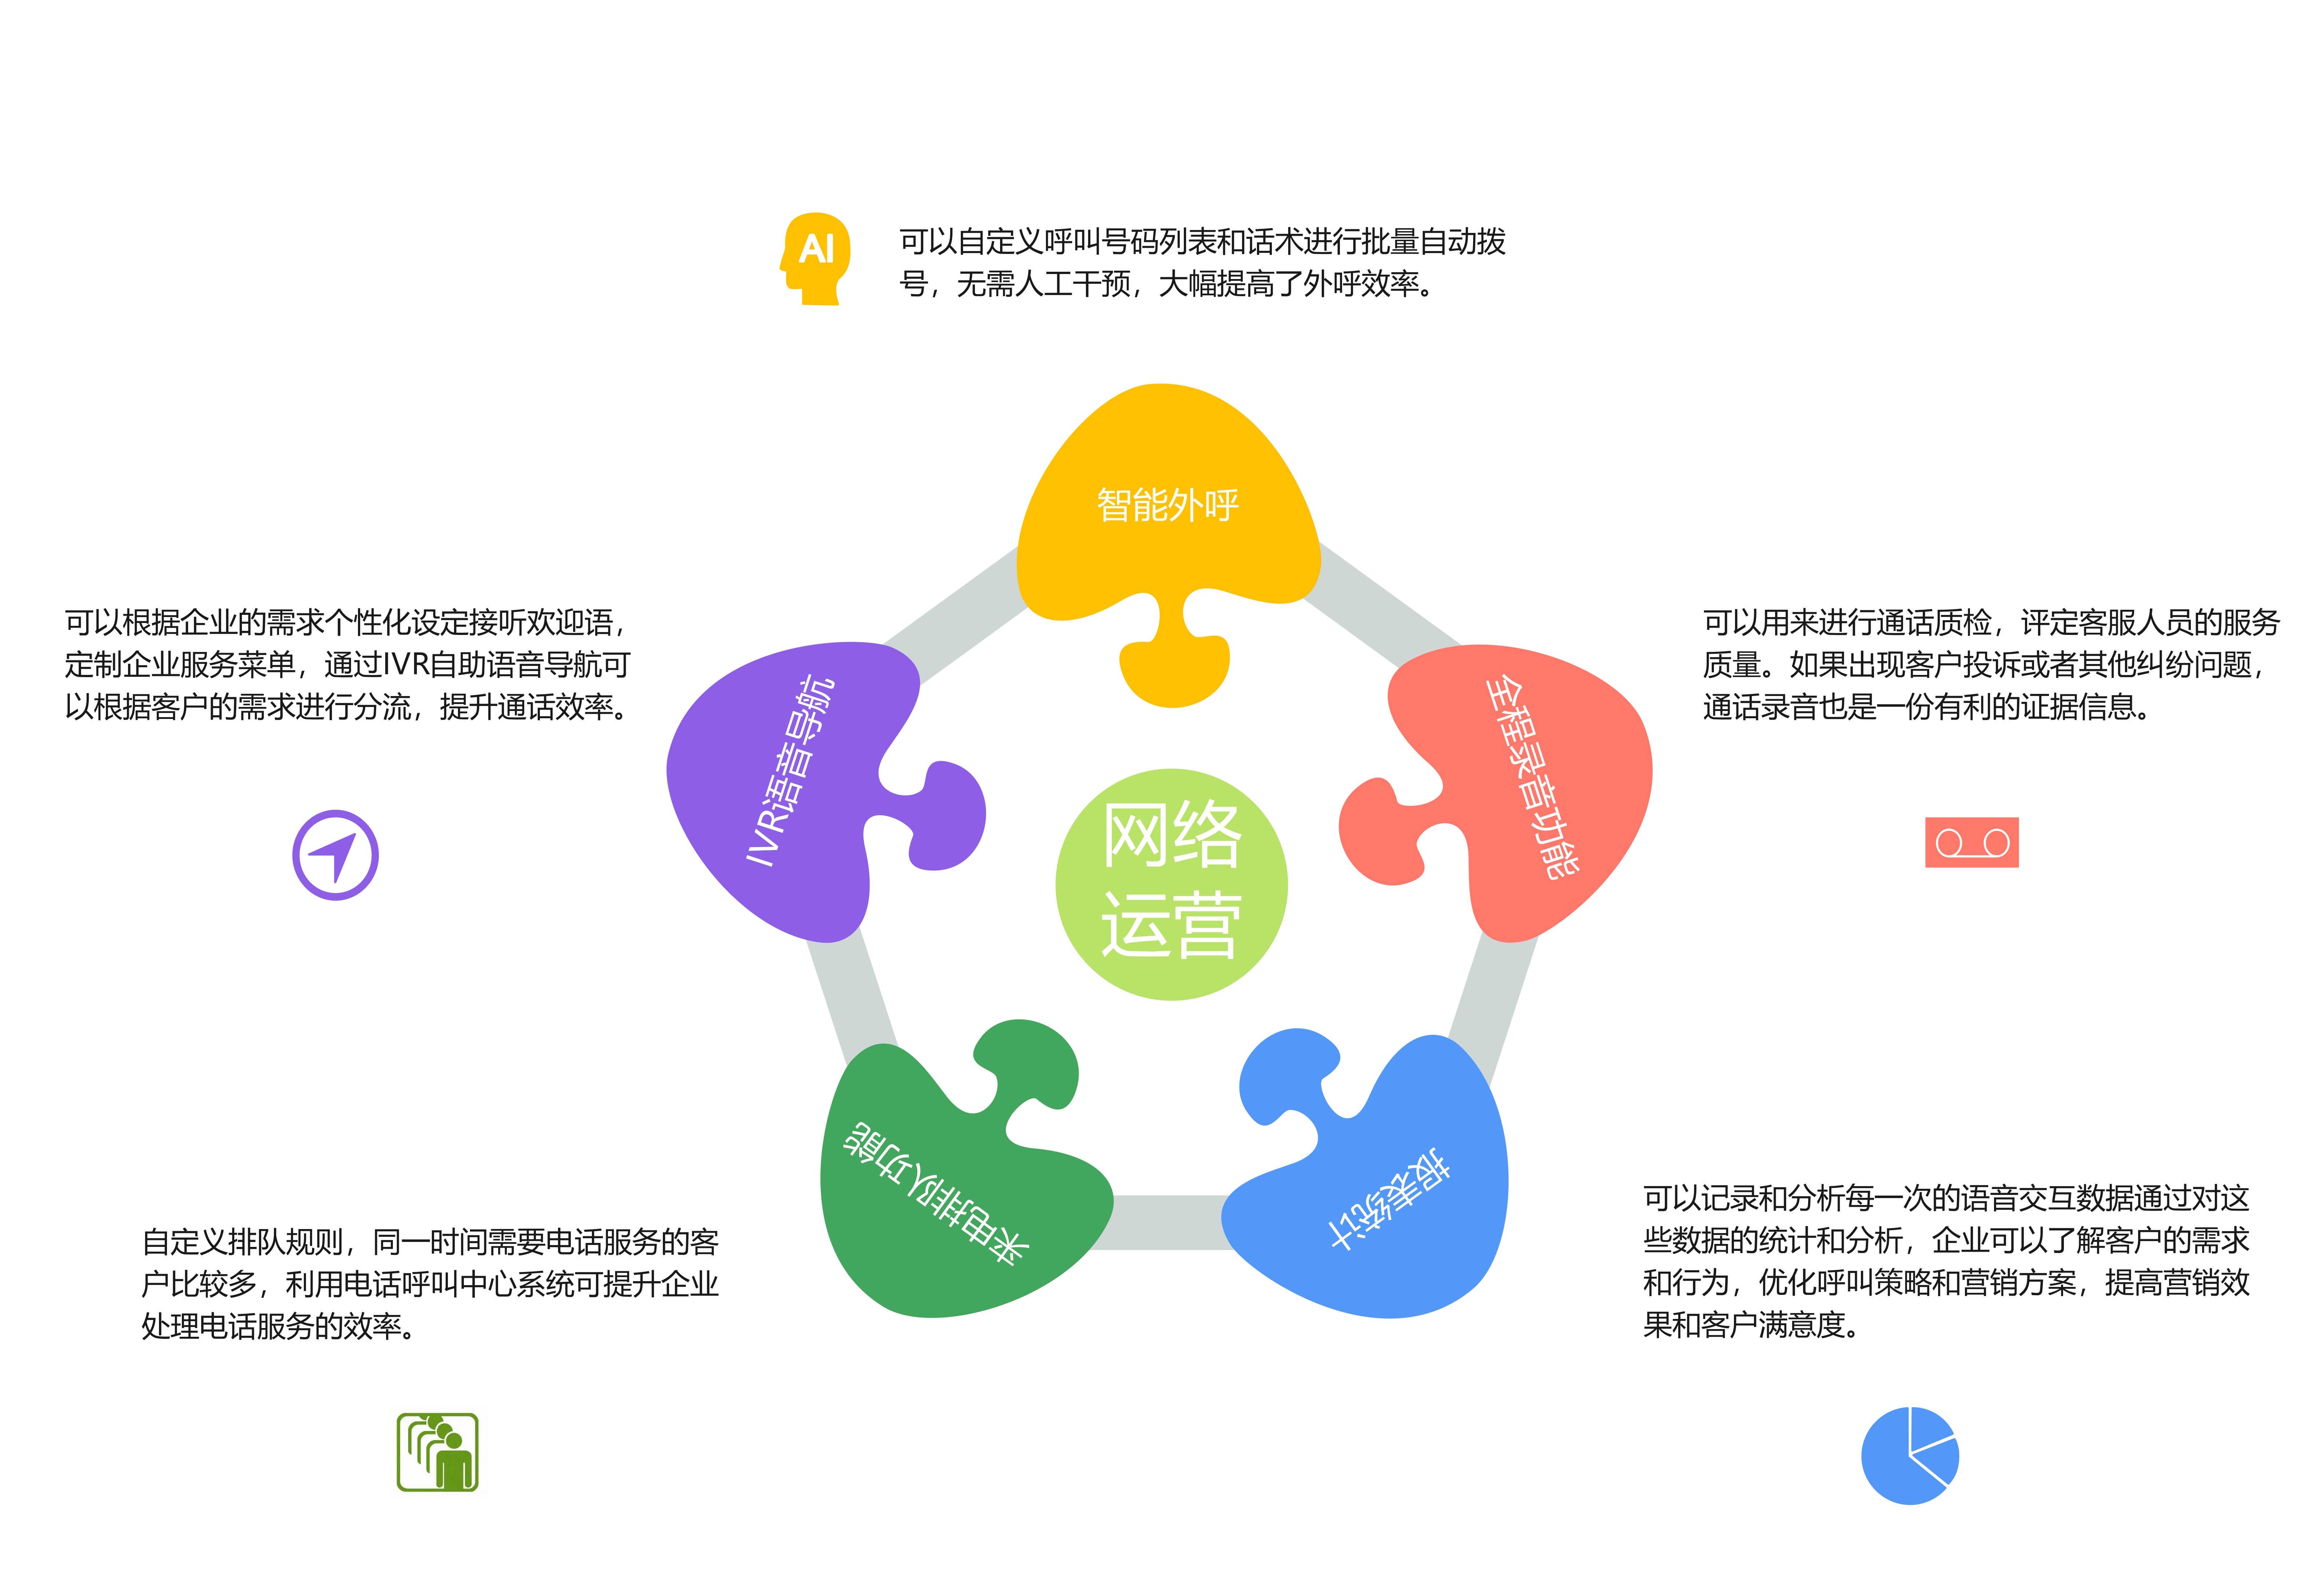 AI
可以自定义呼叫号码列表和话术进行批量自动拨
号，无需人工干预，大幅提高了外呼效率。
智能外呼
可以根据企业的需求个性化设定接听欢迎语，
定制企业服务菜单，通过IVR自助语音导航可
以根据客户的需求进行分流，提升通话效率。
IVR语音导航
全程录音功能
可以用来进行通话质检，评定客服人员的服务
质量。如果出现客户投诉或者其他纠纷问题，
通话录音也是一份有利的证据信息。
网络
运营
来电排队功能
报表统计
自定义排队规则，同一时间需要电话服务的客
户比较多，利用电话呼叫中心系统可提升企业
处理电话服务的效率。
可以记录和分析每一次的语音交互数据通过对这
些数据的统计和分析，企业可以了解客户的需求
和行为，优化呼叫策略和营销方案，提高营销效
果和客户满意度。